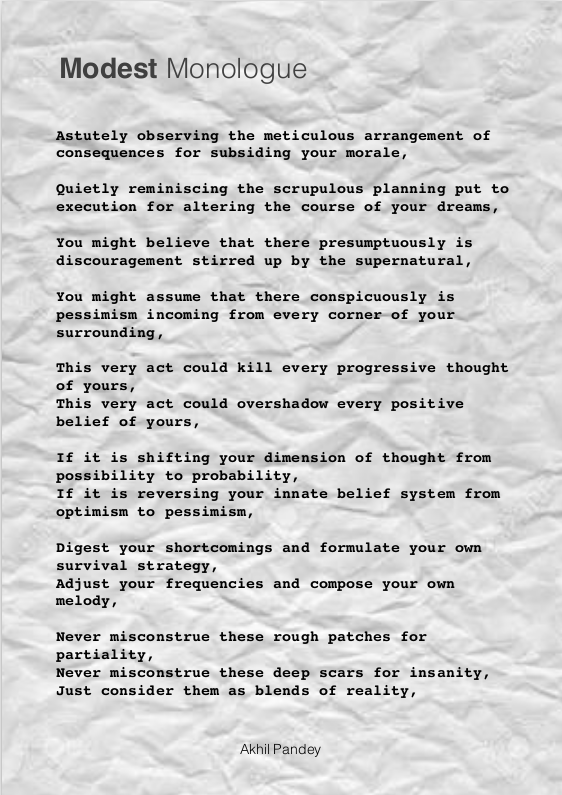 Modest Monologue
Astutely observing the meticulous arrangement of
consequences for subsiding your morale,
Quietly reminiscing the scrupulous planning put to
execution for altering the course of your dreams,
You might believe that there presumptuously is
discouragement stirred up by the supernatural,
You might assume that there conspicuously is
pessimism incoming from every corner of your
surrounding,
This very act could kill every progressive thought
of yours,
This very act could overshadow every positive
belief of yours,
If it is shifting your dimension of thought from
possibility to probability,
If it is reversing your innate belief system from
optimism to pessimism,
Digest your shortcomings and formulate your own
survival strategy,
Adjust your frequencies and compose your own
melody,
Never misconstrue these rough patches for
partiality,
Never misconstrue these deep scars for insanity,
Just consider them as blends of reality,
Akhil Pandey